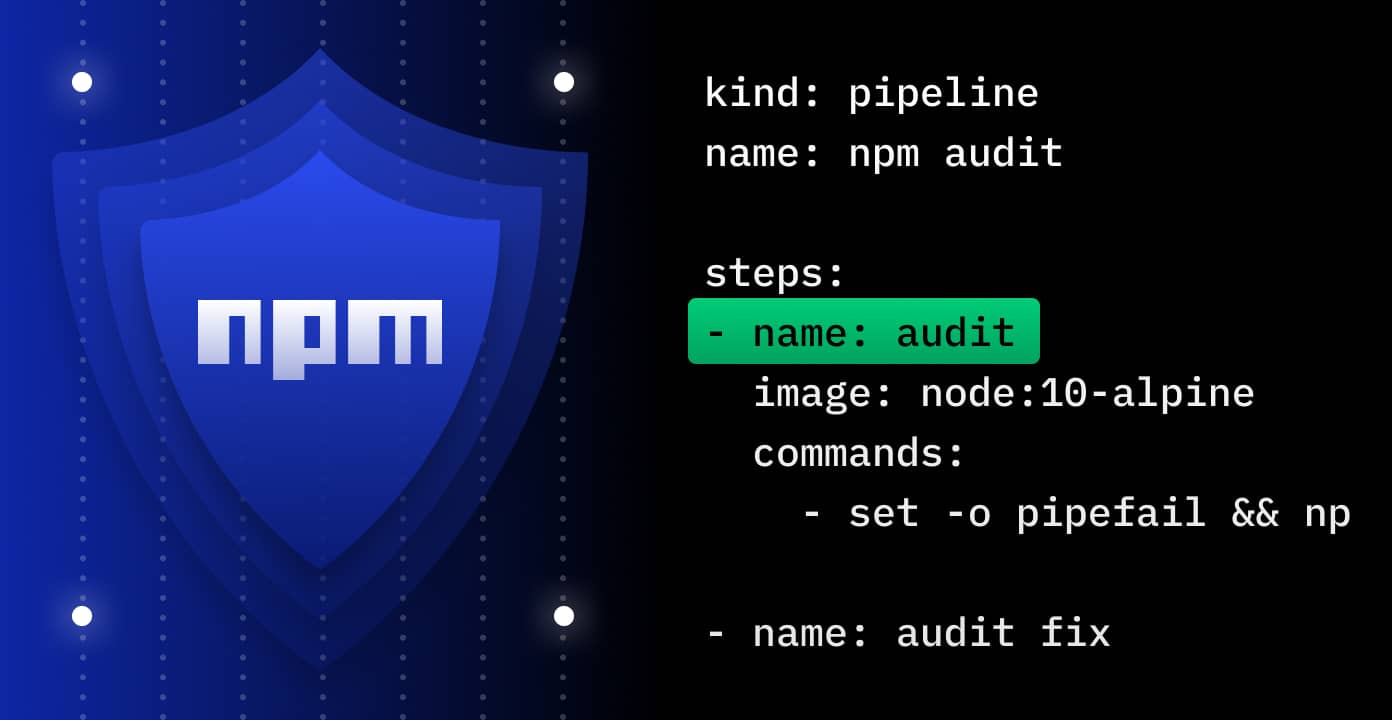 npm
kind: pipeline
name: npm audit
steps:
- name: audit
image: node:10-alpine
commands:
- set -o pipefail && np
- name: audit fix